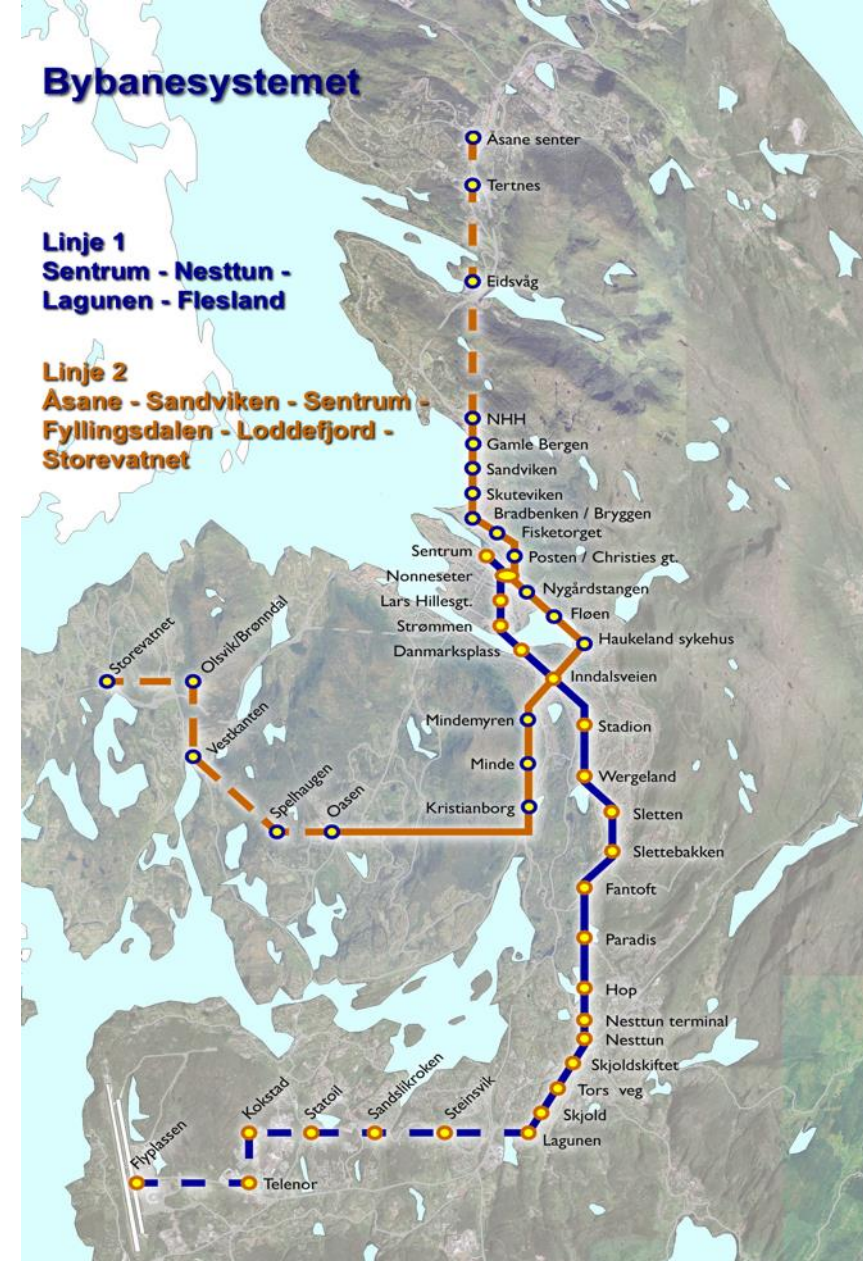 Bybanesystemet
Linje 1
Sentrum - Nesttun -
Lagunen - Flesland
Linje 2
Åsane - Sandviken - Sentrum -
Fyllingsdalen - Loddefjord -
Storevatnet
Åsane senter
Tertnes
Eidsvåg
NHH
Gamle Bergen
Sandviken
Skuteviken
Bradbenken / Bryggen
Fisketorget
Sentrum
Posten / Christies gt.
Nonneseter
Nygårdstangen
Lars Hillesgt.
Fløen
Strømmen
Haukeland sykehus
Danmarksplass
Storevatnet
Olsvik/Brønndal
Inndalsveien
Mindemyren
Stadion
Vestkanten
Minde
Wergeland
Spelhaugen
Oasen
Kristianborg
Sletten
Slettebakken
Fantoft
Paradis
Hop
Nesttun terminal
Nesttun
Skjoldskiftet
Tors veg
Skjold
Lagunen
Kokstad
Statoil
Sandslikroken
Steinsvik
Flyplassen
Telenor